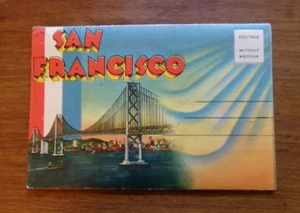 SAN
FRANCISCO
POSTAGE
WITHOUT
MESSAGE